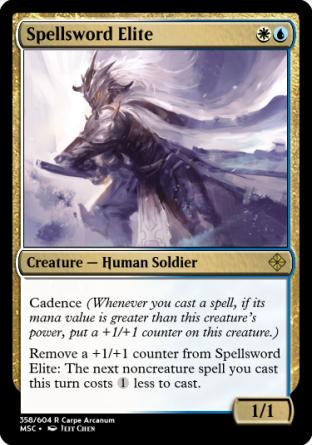 Spellsword Elite
Creature — Human Soldier
Cadence (Whenever you cast a spell, if its
mana value is greater than this creature's
power, put a +1/+1 counter on this creature.)
Remove a +1/+1 counter from Spellsword
Elite: The next noncreature spell you cast
this turn costs 1 less to cast.
358/604 R Carpe Arcanum
MSC • Jeff Chen
1/1